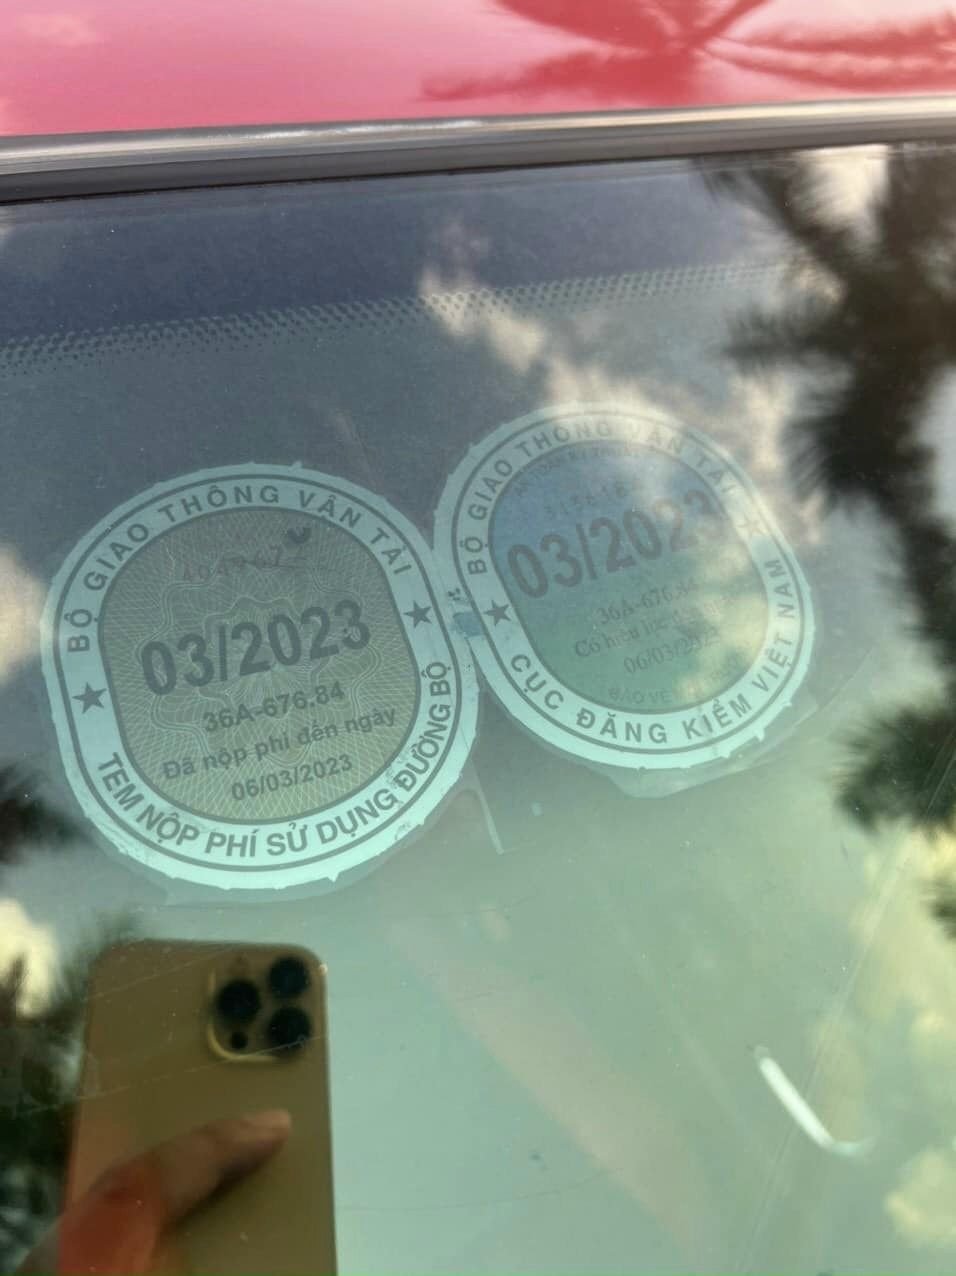 BỘ GIAO THÔNG VẬN TẢI
03/2023
36A-676.84
Đã nộp phí đến ngày
06/03/2023
TEM NỘP PHÍ SỬ DỤNG ĐƯỜNG BỘ
BỘ GIAO THÔNG VẬN TẢI
03/2023
36A-676.84
Có hiệu lực
06/03/2023
CỤC ĐĂNG KIỂM VIỆT NAM